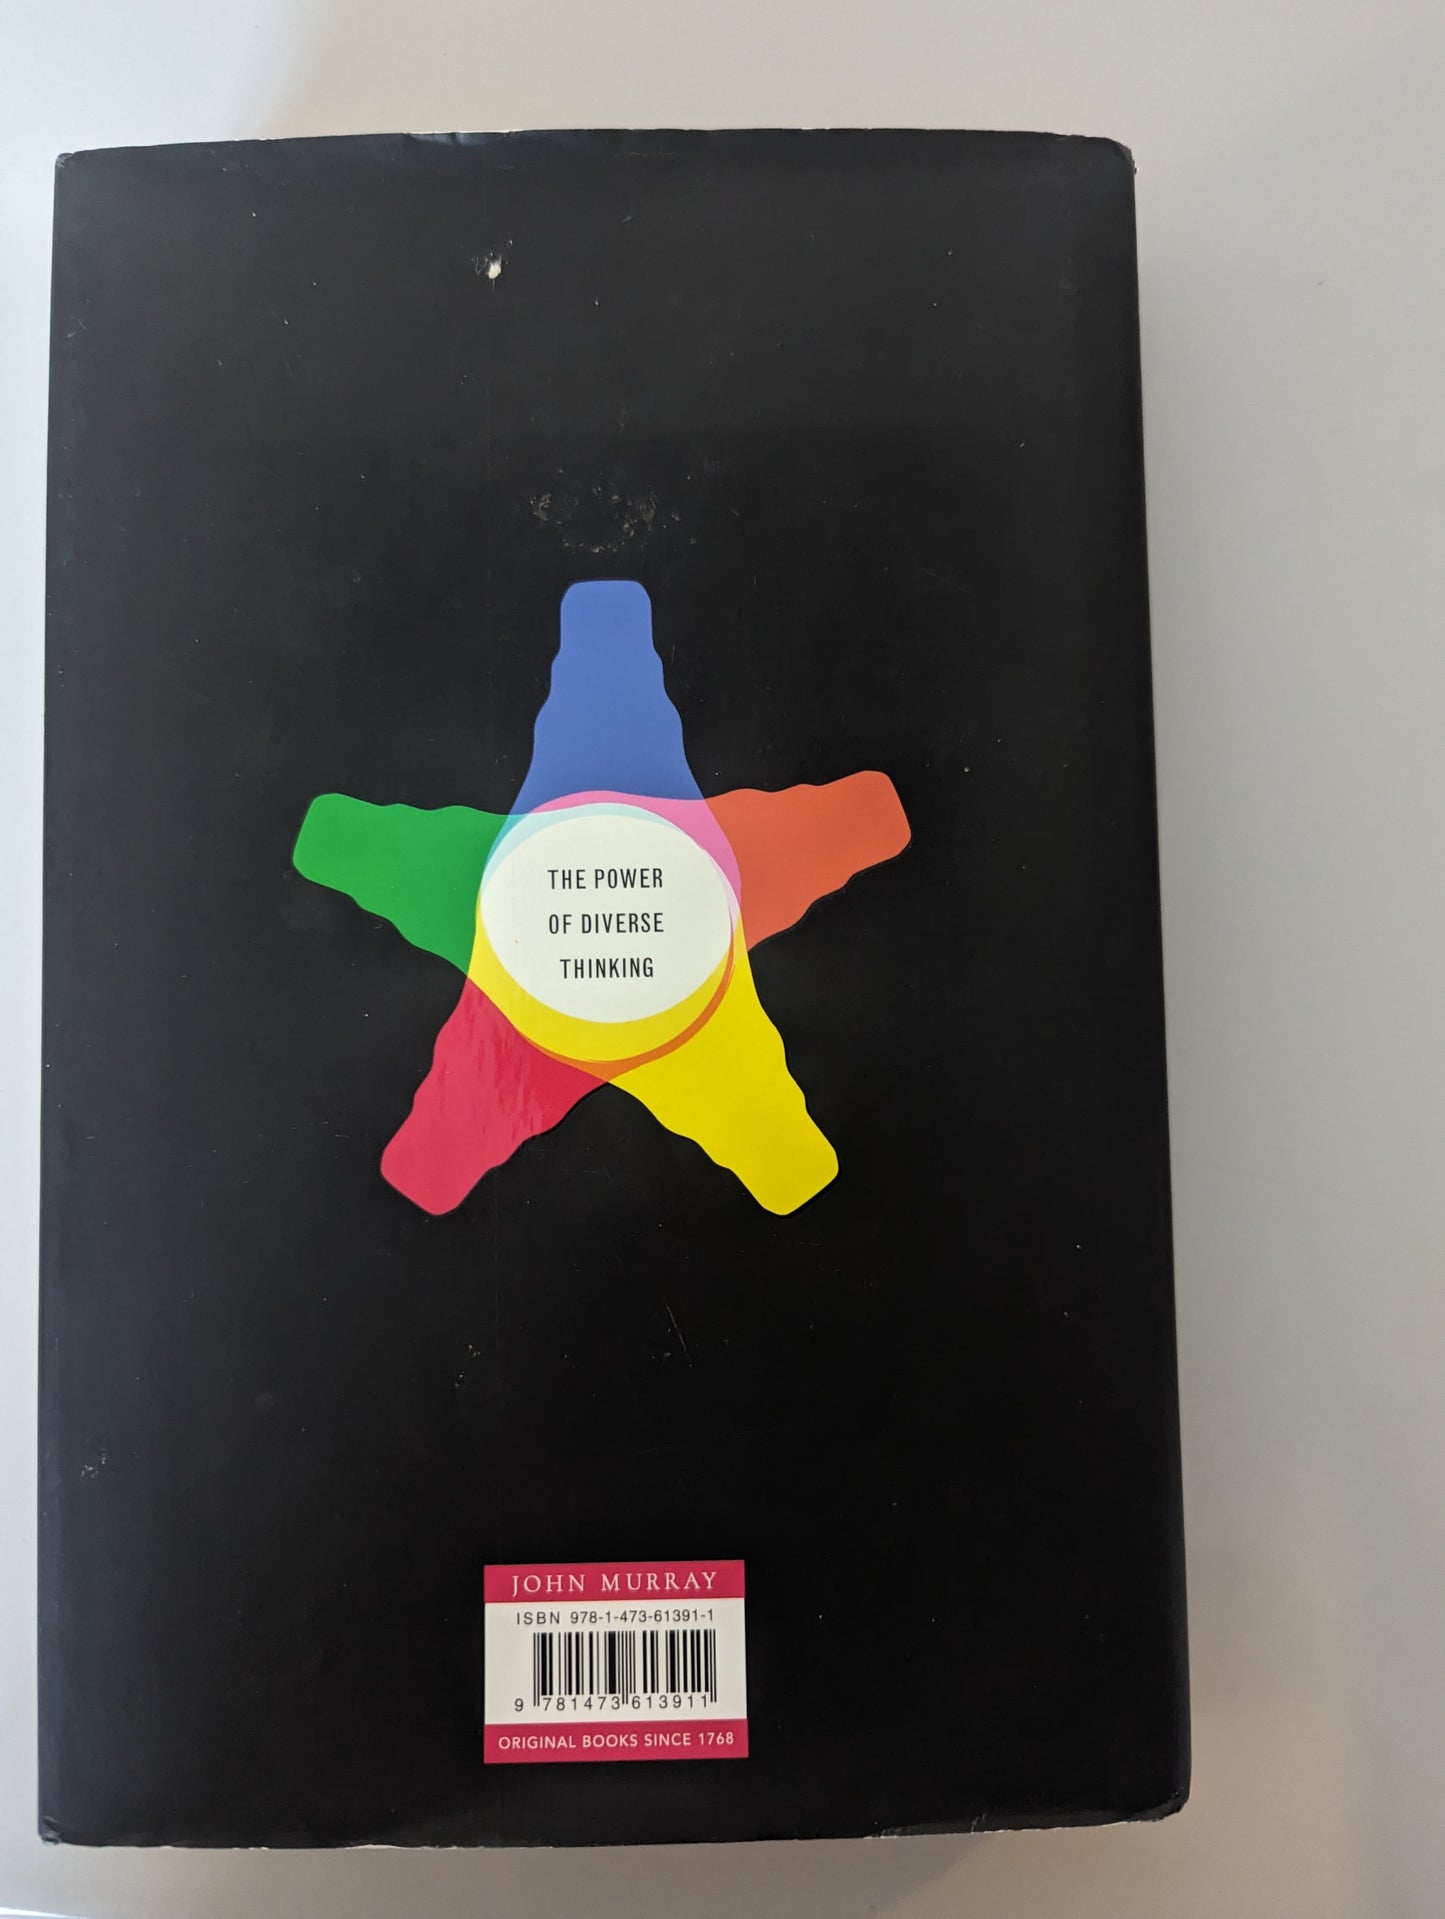 THE POWER
OF DIVERSE
THINKING
JOHN MURRAY
ISBN 978-1-473-61391-1
9 781473 613911
ORIGINAL BOOKS SINCE 1768